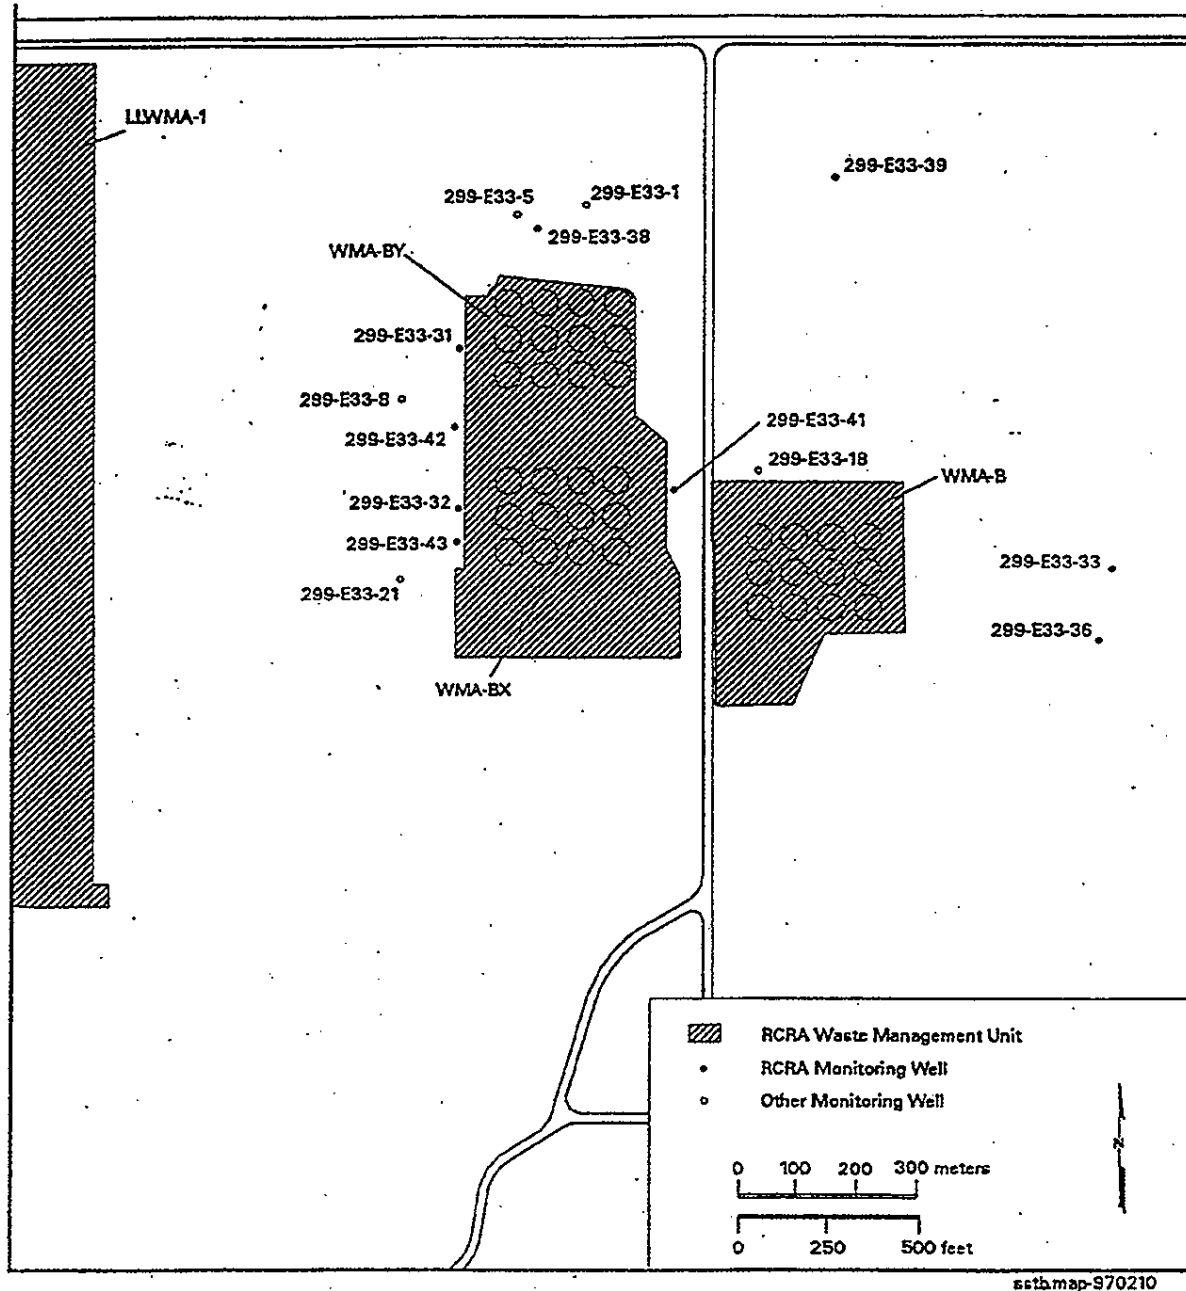 LLWMA-1
299-E33-39
299-E33-5
299-E33-1
299-E33-38
WMA-BY
299-E33-31
299-E33-8
299-E33-41
299-E33-42
299-E33-18
WMA-B
299-E33-32
299-E33-43
299-E33-33
299-E33-21
299-E33-36
WMA-BX
RCRA Waste Management Unit
RCRA Monitoring Well
Other Monitoring Well
N
0 100 200 300 meters
0 250 500 feet
sstb.map-970210